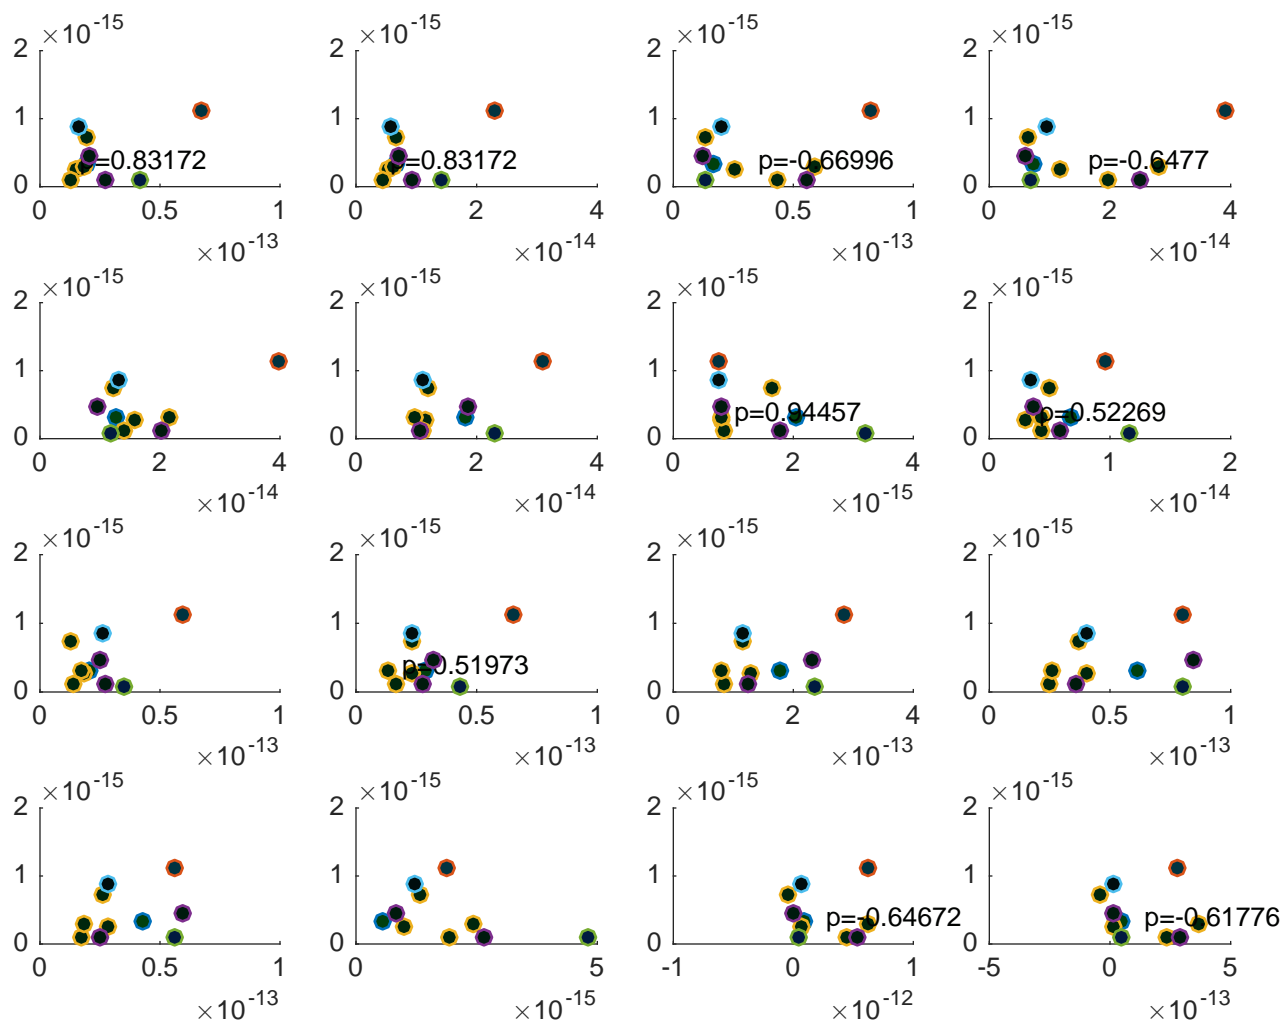 ×10-15 ×10-15 ×10-15 ×10-15
2 2 2 2
1 1 1 1
=0.83172 =0.83172 p=-0.66996 p=-0.6477
0 0 0 0
0 0.5 1 0 2 4 0 0.5 1 0 2 4
×10-13 ×10-14 ×10-13 ×10-14
×10-15 ×10-15 ×10-15 ×10-15
2 2 2 2
1 1 1 1
p=0.94457 p=0.52269
0 0 0 0
0 2 4 0 2 4 0 2 4 0 1 2
×10-14 ×10-14 ×10-15 ×10-14
×10-15 ×10-15 ×10-15 ×10-15
2 2 2 2
1 1 1 1
p=0.51973
0 0 0 0
0 0.5 1 0 0.5 1 0 2 4 0 0.5 1
×10-13 ×10-13 ×10-13 ×10-13
×10-15 ×10-15 ×10-15 ×10-15
2 2 2 2
1 1 1 1
p=-0.64672 p=-0.61776
0 0 0 0
0 0.5 1 0 5 -1 0 1 -5 0 5
×10-13 ×10-15 ×10-12 ×10-13